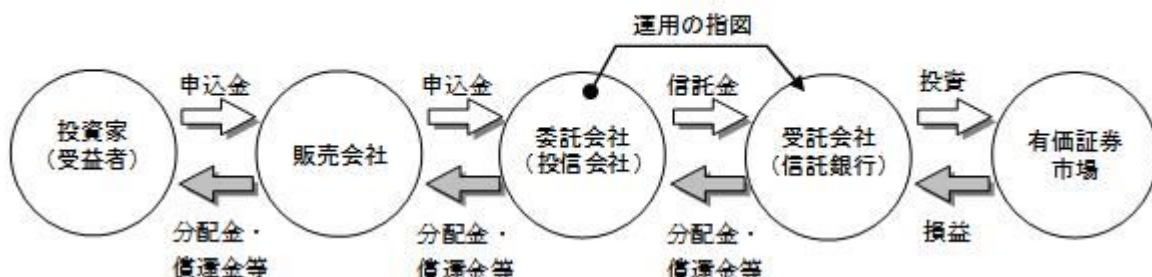 運用の指図
申込金
申込金
信託金
投資
投資家
(受益者)
販売会社
委託会社
(投信会社)
受託会社
(信託銀行)
有価証券
市場
分配金・
償還金等
分配金・
償還金等
分配金・
償還金等
損益